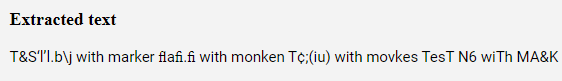 Extracted text
T&S‘l’l.b\j with marker flafi.fi with monken T¢;(iu) with movkes TesT N6 wiTh MA&K